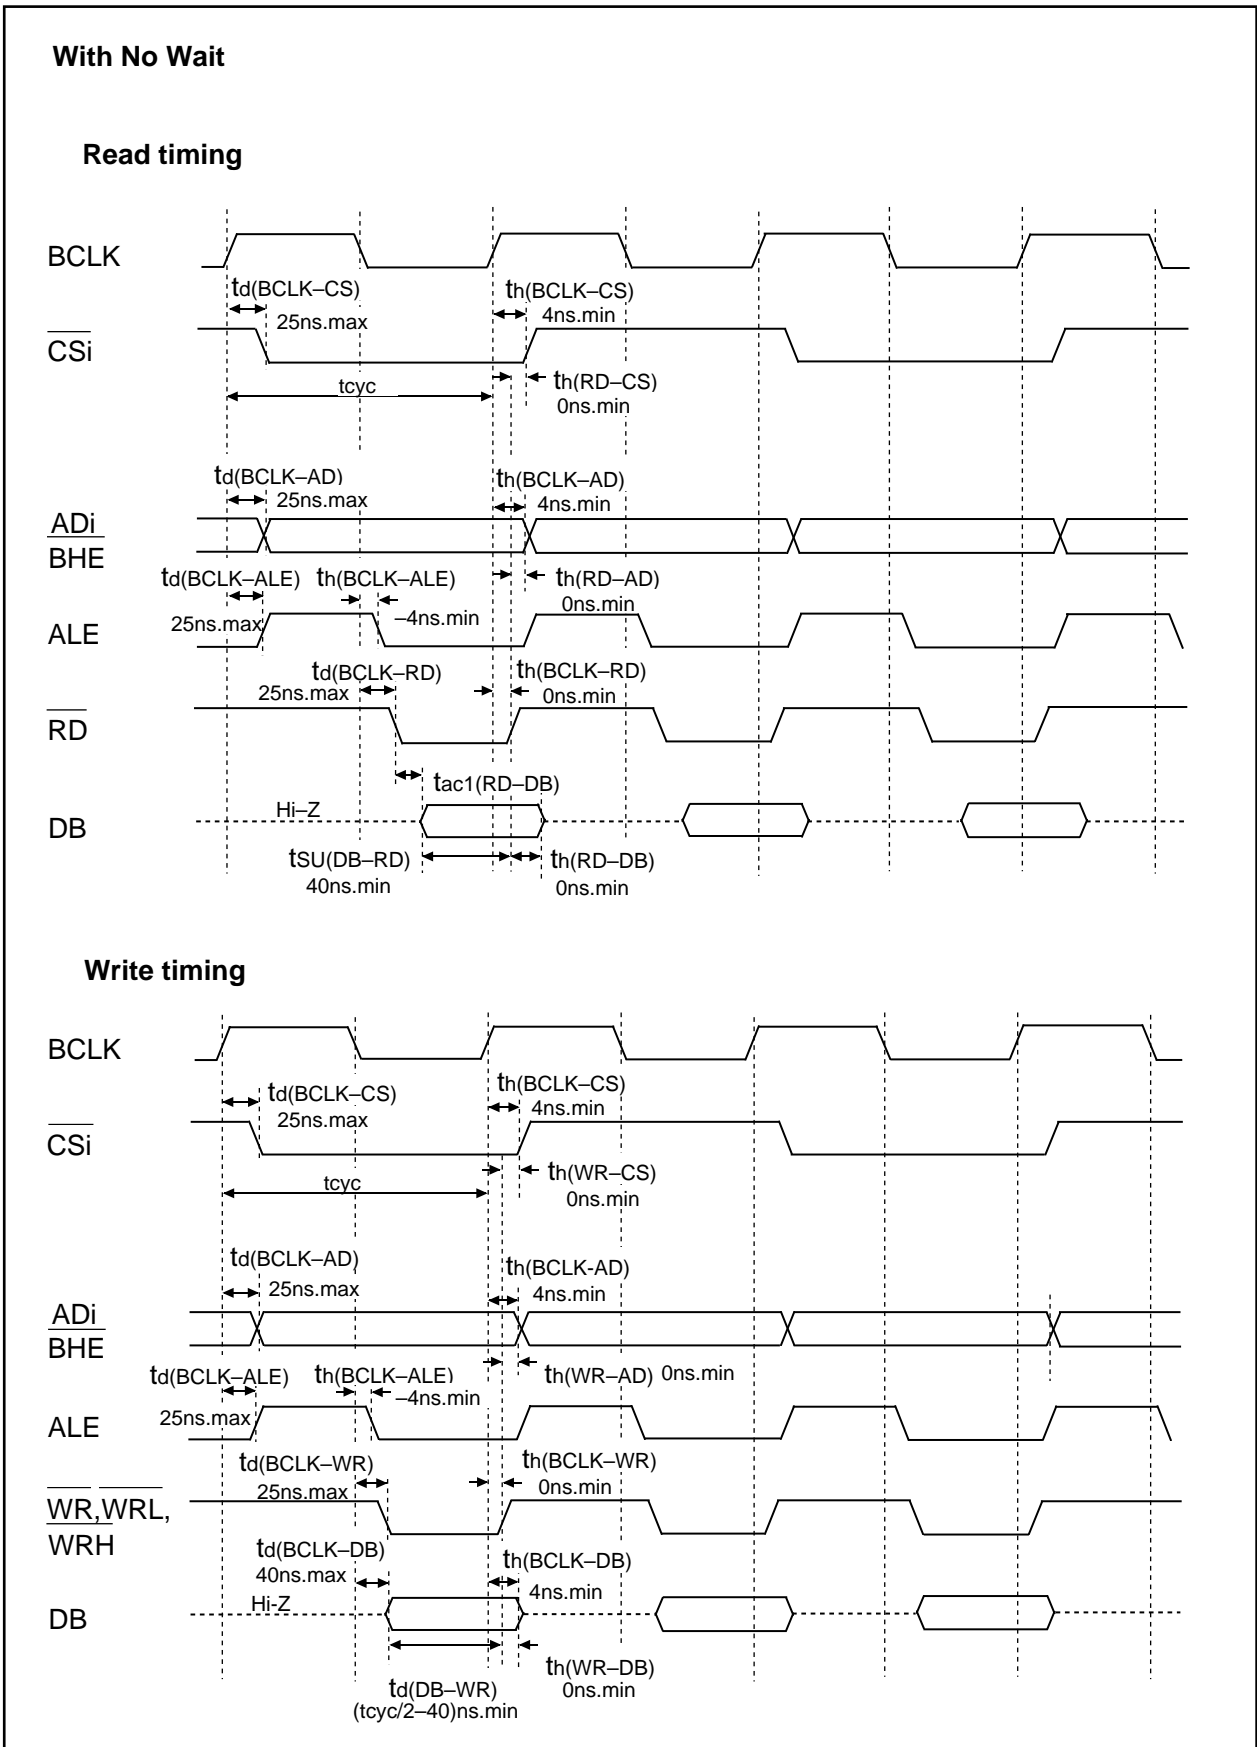 With No Wait
Read timing
BCLK
td(BCLK–CS)
25ns.max
th(BCLK–CS)
4ns.min
CSi
tcyc
th(RD–CS)
0ns.min
td(BCLK–AD)
25ns.max
th(BCLK–AD)
4ns.min
ADi
BHE
td(BCLK–ALE)
25ns.max
th(BCLK–ALE)
–4ns.min
th(RD–AD)
0ns.min
ALE
td(BCLK–RD)
25ns.max
th(BCLK–RD)
0ns.min
RD
tac1(RD–DB)
Hi–Z
DB
tSU(DB–RD)
40ns.min
th(RD–DB)
0ns.min
Write timing
BCLK
td(BCLK–CS)
25ns.max
th(BCLK–CS)
4ns.min
CSi
tcyc
th(WR–CS)
0ns.min
td(BCLK–AD)
25ns.max
th(BCLK-AD)
4ns.min
ADi
BHE
td(BCLK–ALE)
25ns.max
th(BCLK–ALE)
–4ns.min
th(WR–AD) 0ns.min
ALE
td(BCLK–WR)
25ns.max
th(BCLK–WR)
0ns.min
WR,WRL,
WRH
td(BCLK–DB)
40ns.max
th(BCLK–DB)
4ns.min
Hi-Z
DB
td(DB–WR)
(tcyc/2–40)ns.min
th(WR–DB)
0ns.min